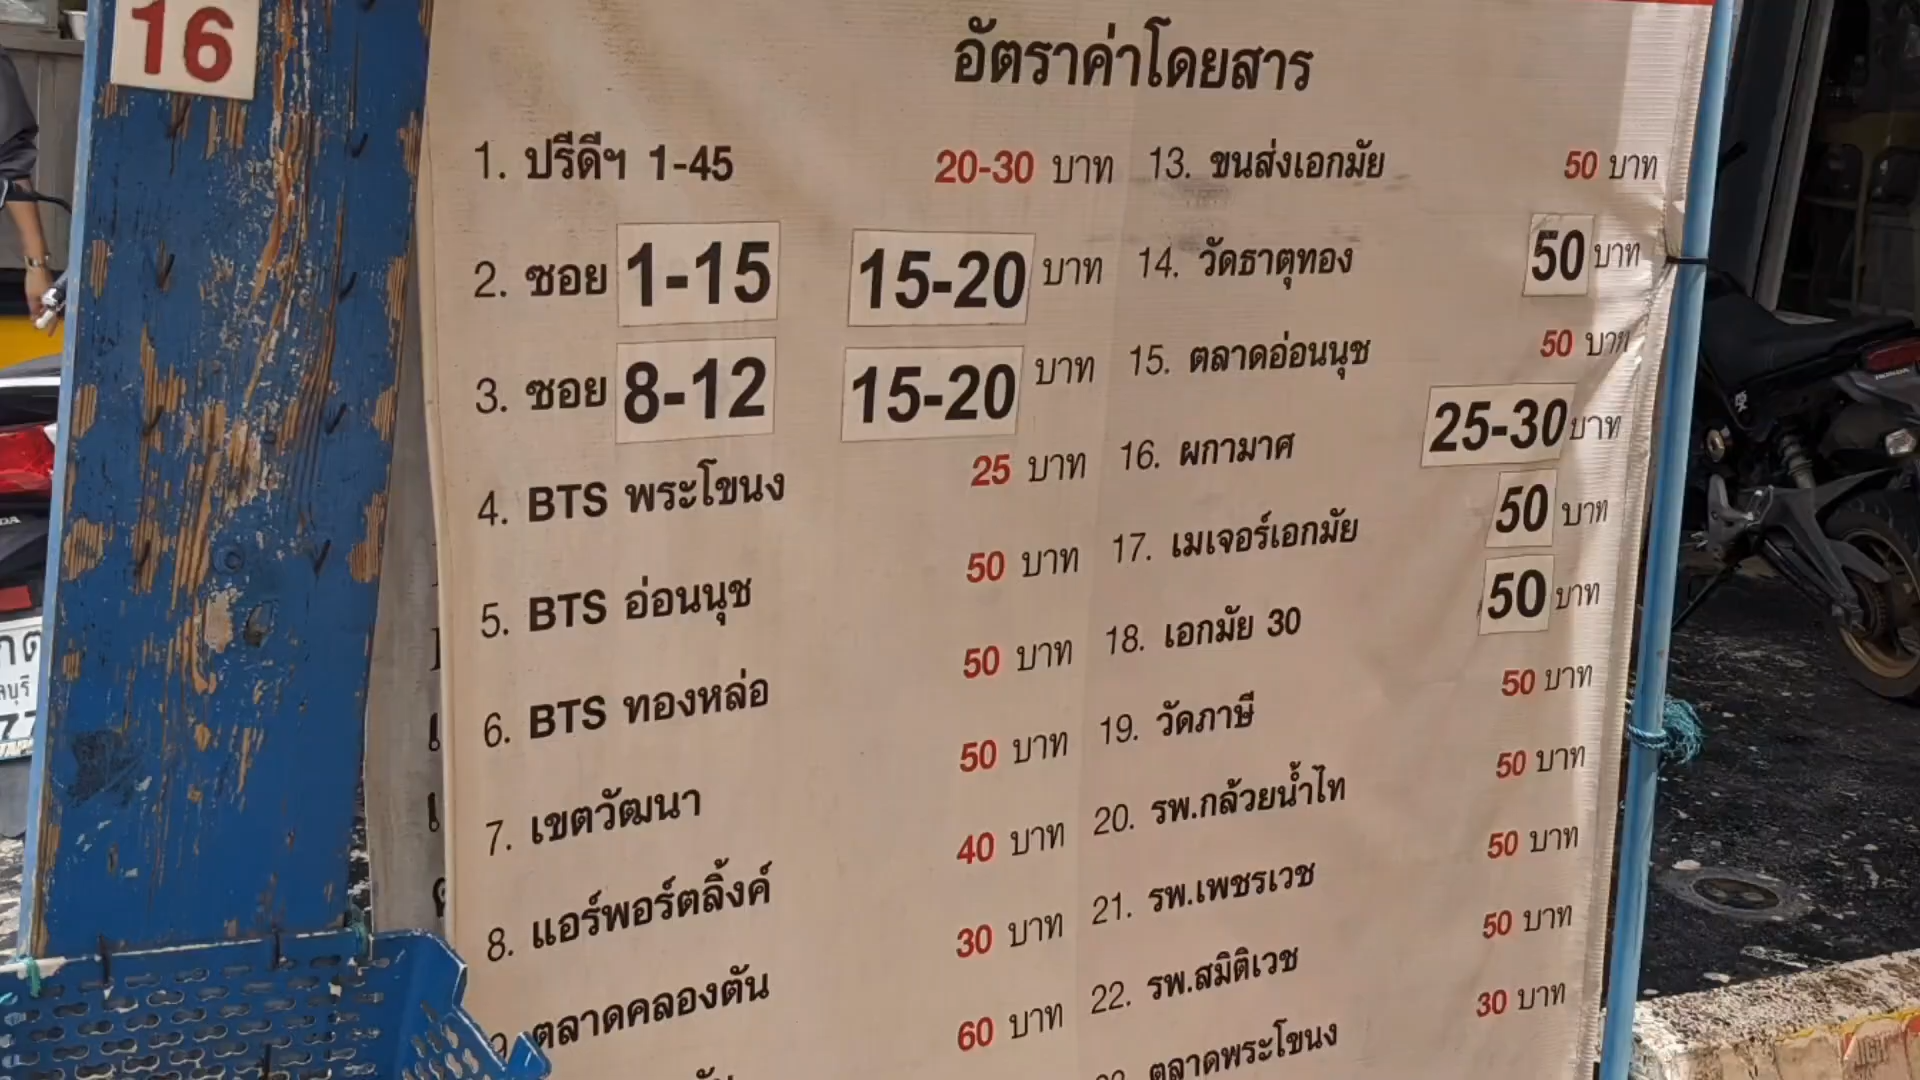 16
อัตราค่าโดยสาร
1. ปรีดีฯ 1-45 20-30 บาท
2. ซอย 1-15 15-20 บาท
3. ซอย 8-12 15-20 บาท
4. BTS พระโขนง 25 บาท
5. BTS อ่อนนุช 50 บาท
6. BTS ทองหล่อ 50 บาท
7. เขตวัฒนา 50 บาท
8. แอร์พอร์ตลิ้งค์ 40 บาท
9. ตลาดคลองตัน 30 บาท
60 บาท
13. ขนส่งเอกมัย 50 บาท
14. วัดธาตุทอง 50 บาท
15. ตลาดอ่อนนุช 50 บาท
16. ผกามาศ 25-30 บาท
17. เมเจอร์เอกมัย 50 บาท
18. เอกมัย 30 50 บาท
19. วัดภาษี 50 บาท
20. รพ.กล้วยน้ำไท 50 บาท
21. รพ.เพชรเวช 50 บาท
22. รพ.สมิติเวช 50 บาท
23. ตลาดพระโขนง 30 บาท
HONDA